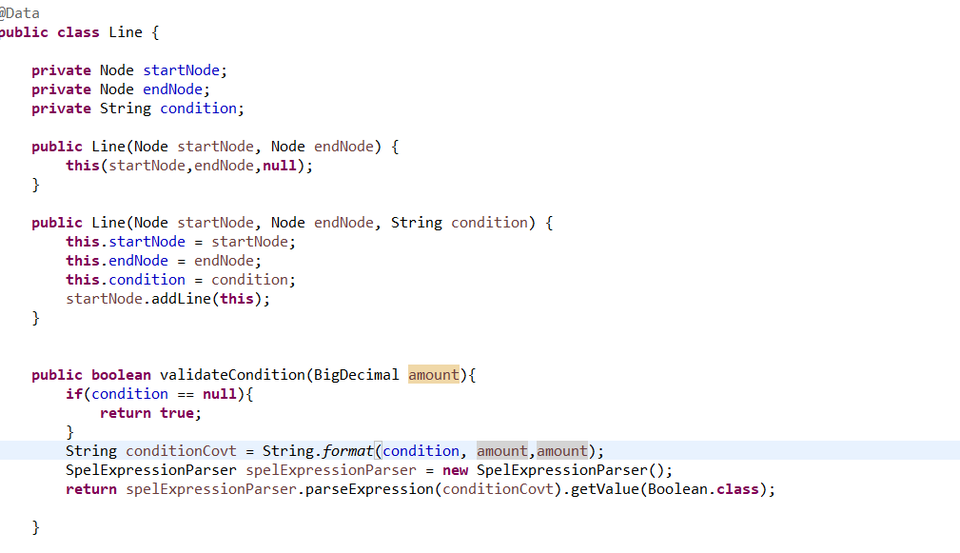 @Data
public class Line {
private Node startNode;
private Node endNode;
private String condition;
public Line(Node startNode, Node endNode) {
this(startNode,endNode,null);
}
public Line(Node startNode, Node endNode, String condition) {
this.startNode = startNode;
this.endNode = endNode;
this.condition = condition;
startNode.addLine(this);
}
public boolean validateCondition(BigDecimal amount){
if(condition == null){
return true;
}
String conditionCovt = String.format(condition, amount,amount);
SpelExpressionParser spelExpressionParser = new SpelExpressionParser();
return spelExpressionParser.parseExpression(conditionCovt).getValue(Boolean.class);
}